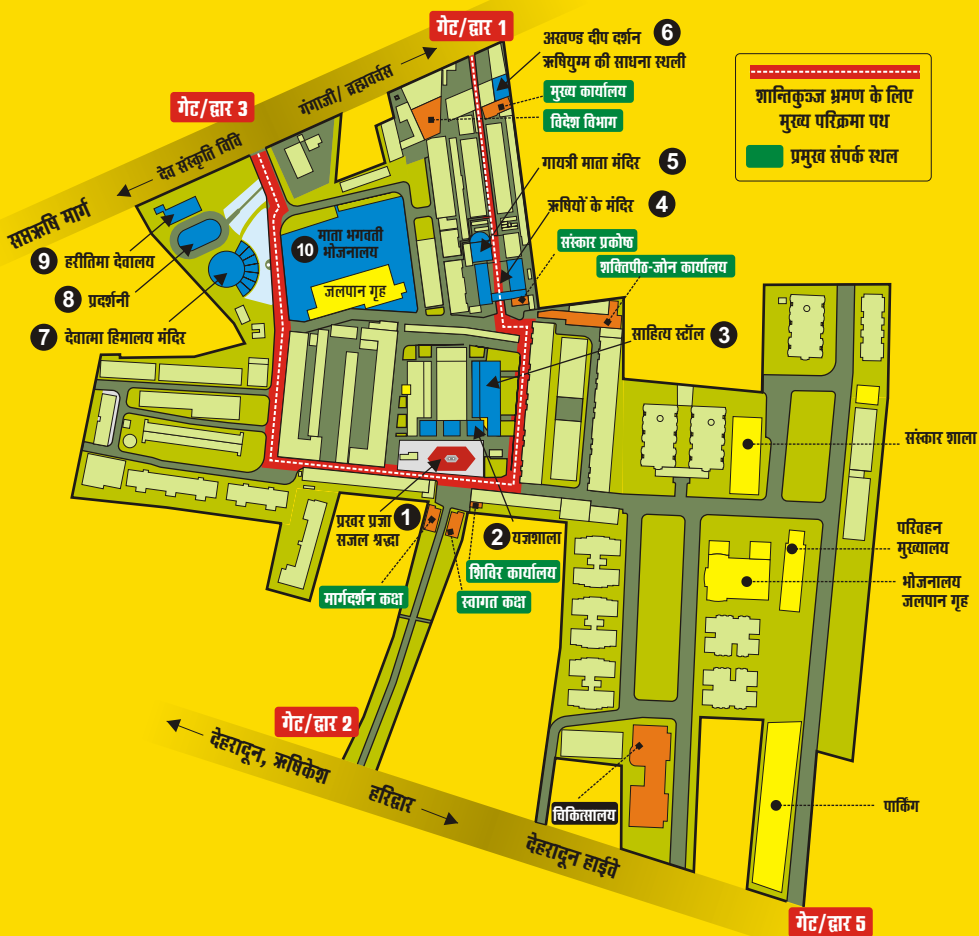 गेट/द्वार 1
अखण्ड दीप दर्शन 6
ऋषियुग्म की साधना स्थली
मुख्य कार्यालय
विदेश विभाग
शान्तिकुञ्ज भ्रमण के लिए
मुख्य परिक्रमा पथ
प्रमुख संपर्क स्थल
गेट/द्वार 3
गंगाजी/ ब्रह्मवर्चस
देव संस्कृति विवि
सप्तऋषि मार्ग
गायत्री माता मंदिर 5
ऋषियों के मंदिर 4
संस्कार प्रकोष्ठ
शक्तिपीठ-जोन कार्यालय
9 हरीतिमा देवालय
8 प्रदर्शनी
7 देवात्मा हिमालय मंदिर
10 माता भगवती
भोजनालय
जलपान गृह
साहित्य स्टॉल 3
संस्कार शाला
प्रखर प्रज्ञा 1
सजल श्रद्धा
2 यज्ञशाला
शिविर कार्यालय
मार्गदर्शन कक्ष
स्वागत कक्ष
परिवहन
मुख्यालय
भोजनालय
जलपान गृह
गेट/द्वार 2
देहरादून, ऋषिकेश
हरिद्वार
चिकित्सालय
पार्किंग
देहरादून हाईवे
गेट/द्वार 5